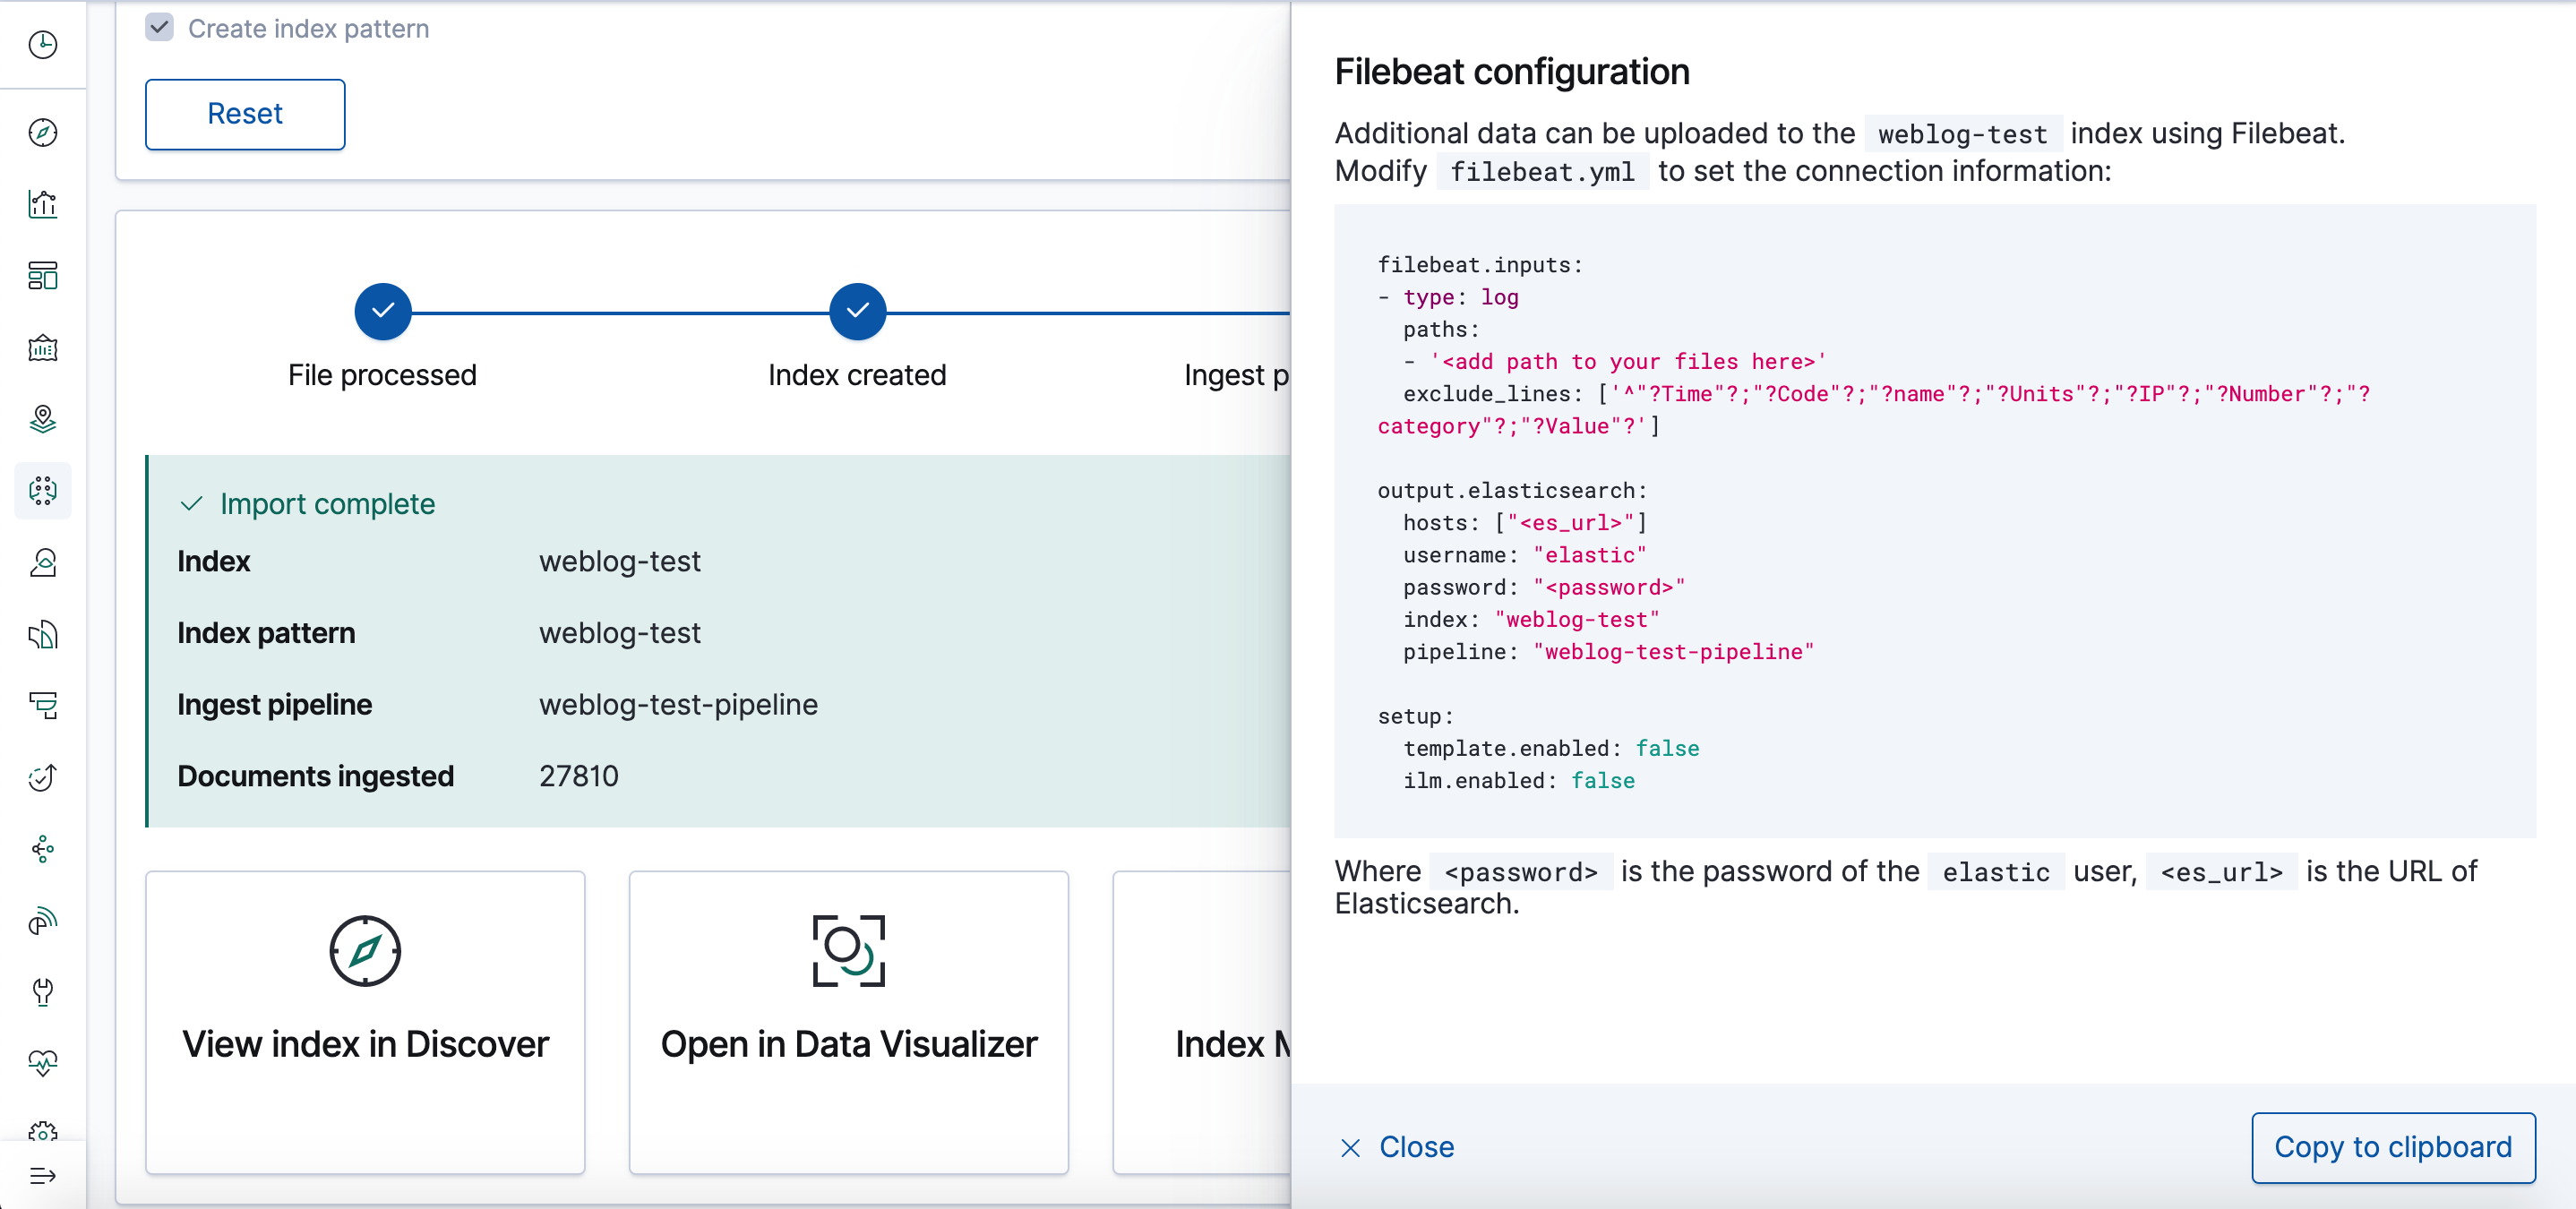 Create index pattern
Reset
File processed
Index created
Ingest p
Import complete
Index weblog-test
Index pattern weblog-test
Ingest pipeline weblog-test-pipeline
Documents ingested 27810
View index in Discover
Open in Data Visualizer
Index M
Filebeat configuration
Additional data can be uploaded to the weblog-test index using Filebeat.
Modify filebeat.yml to set the connection information:
filebeat.inputs:
- type: log
  paths:
  - '<add path to your files here>'
  exclude_lines: ['^"?Time"?;"?Code"?;"?name"?;"?Units"?;"?IP"?;"?Number"?;"?
category"?;"?Value"?']
output.elasticsearch:
  hosts: ["<es_url>"]
  username: "elastic"
  password: "<password>"
  index: "weblog-test"
  pipeline: "weblog-test-pipeline"
setup:
  template.enabled: false
  ilm.enabled: false
Where <password> is the password of the elastic user, <es_url> is the URL of
Elasticsearch.
Close
Copy to clipboard